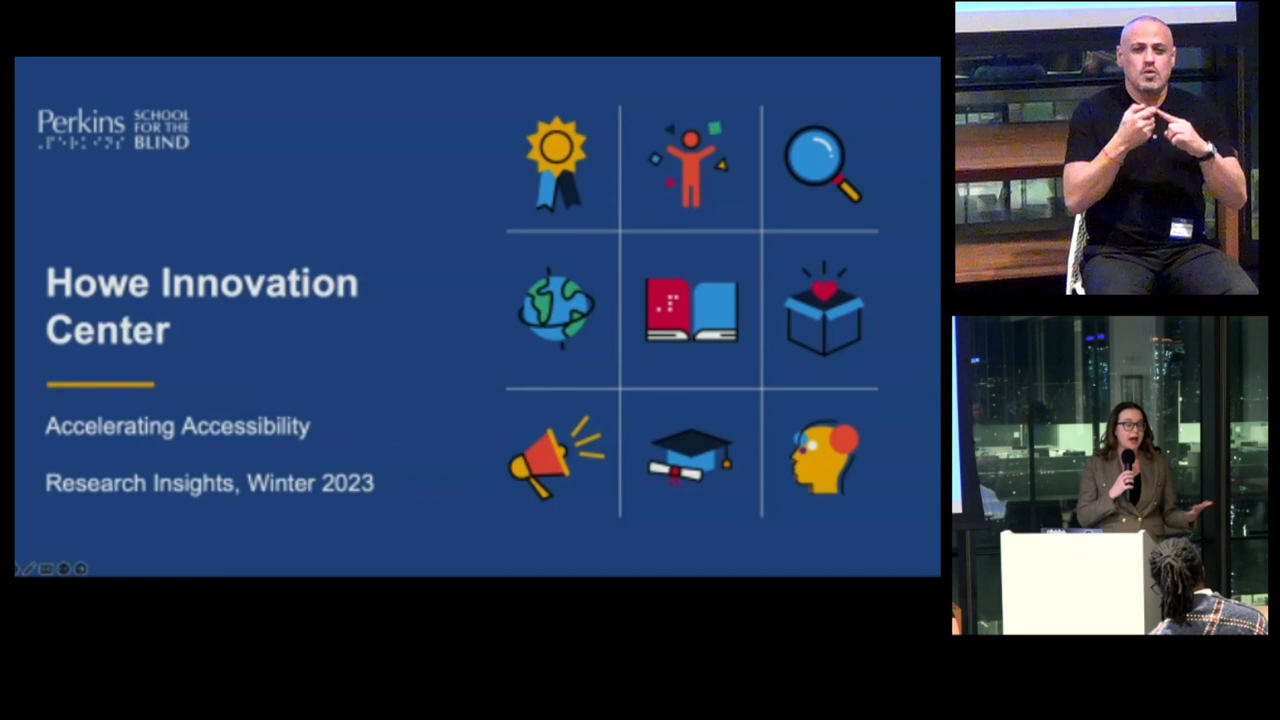 Perkins
SCHOOL
FOR THE
BLIND
Howe Innovation
Center
Accelerating Accessibility
Research Insights, Winter 2023